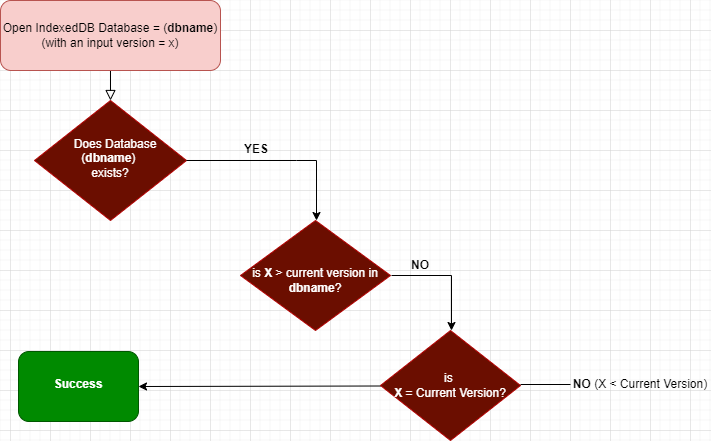 Open IndexedDB Database = (dbname)
(with an input version = x)
Does Database
(dbname)
exists?
YES
is X > current version in
dbname?
NO
is
X = Current Version?
NO (X < Current Version)
Success